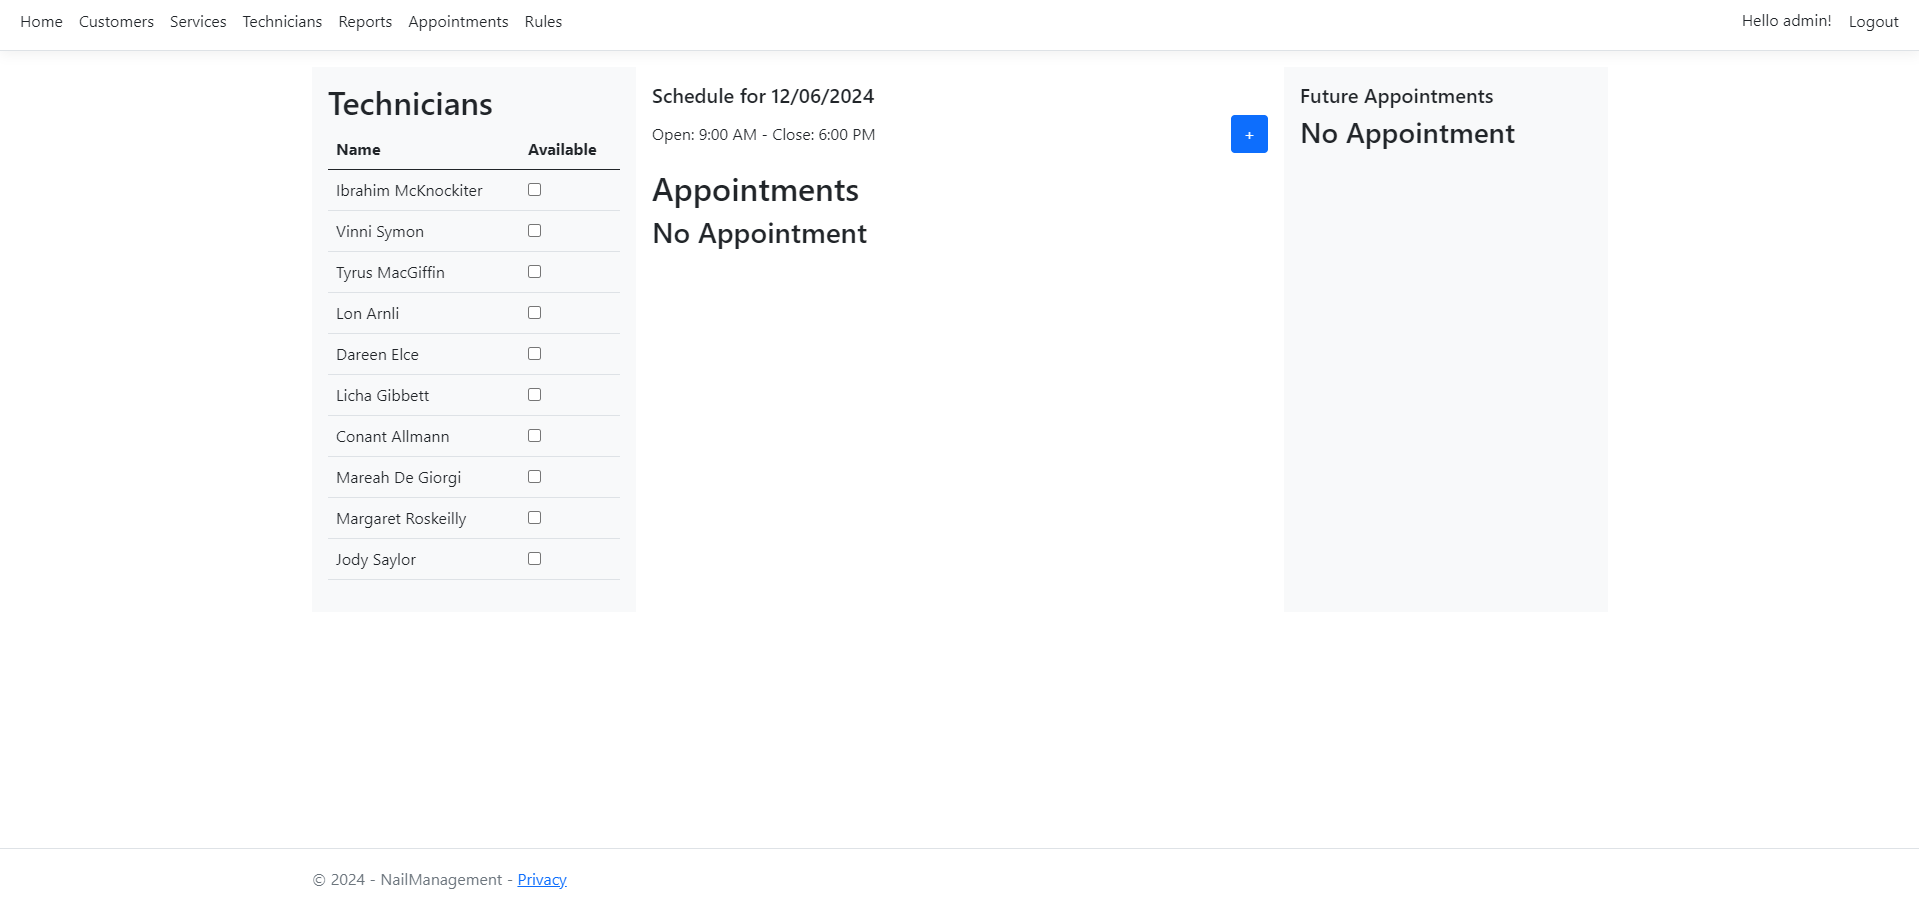 Home Customers Services Technicians Reports Appointments Rules Hello admin! Logout
Technicians
Name Available
Ibrahim McKnockiter
Vinni Symon
Tyrus MacGiffin
Lon Arnli
Dareen Elce
Licha Gibbett
Conant Allmann
Mareah De Giorgi
Margaret Roskeilly
Jody Saylor
Schedule for 12/06/2024
Open: 9:00 AM - Close: 6:00 PM
+
Appointments
No Appointment
Future Appointments
No Appointment
© 2024 - NailManagement - Privacy